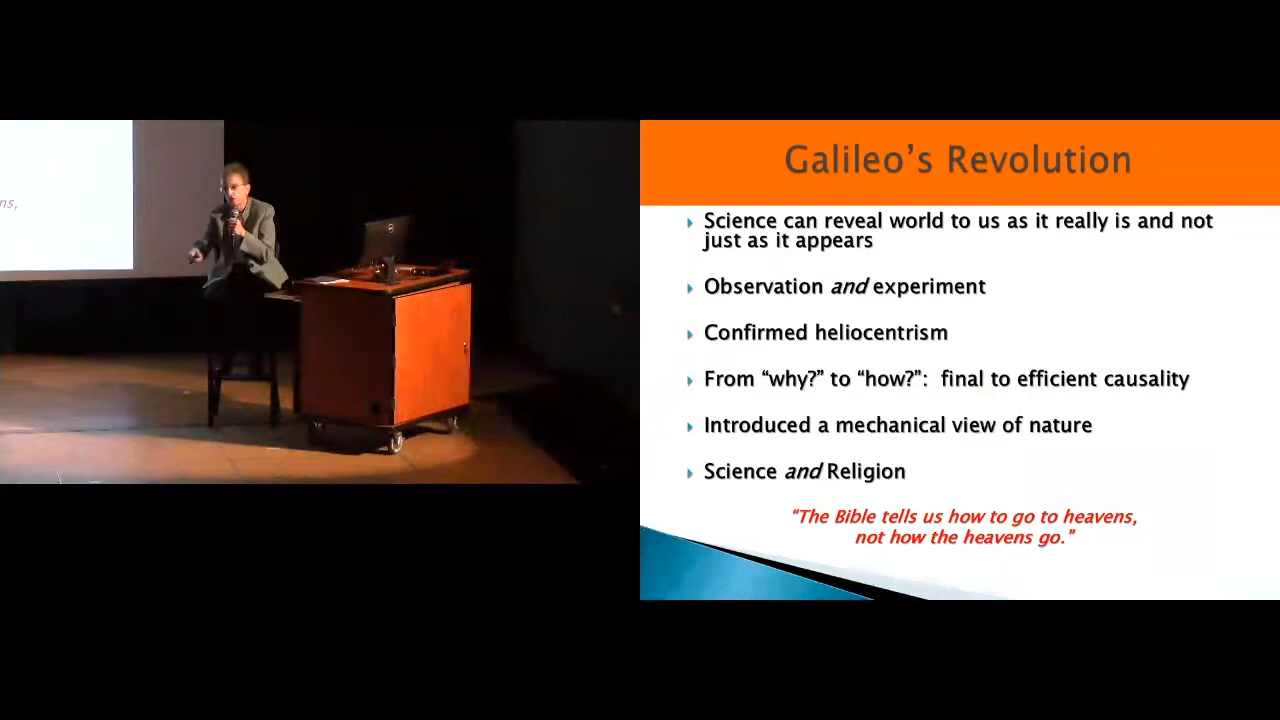 ns,
Galileo's Revolution
Science can reveal world to us as it really is and not
just as it appears
Observation and experiment
Confirmed heliocentrism
From “why?” to “how?”:  final to efficient causality
Introduced a mechanical view of nature
Science and Religion
“The Bible tells us how to go to heavens,
not how the heavens go.”